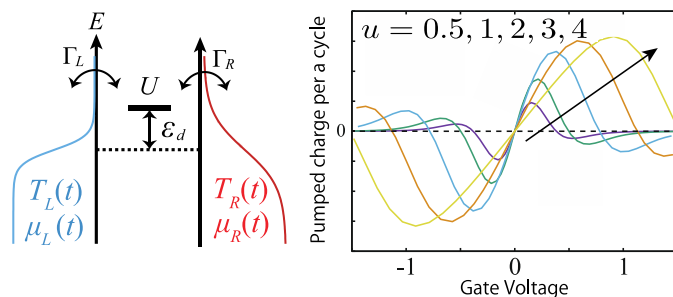 E
Γ_L
Γ_R
U
ε_d
T_L(t)
μ_L(t)
T_R(t)
μ_R(t)
u = 0.5, 1, 2, 3, 4
Pumped charge per a cycle
0
-1
0
1
Gate Voltage